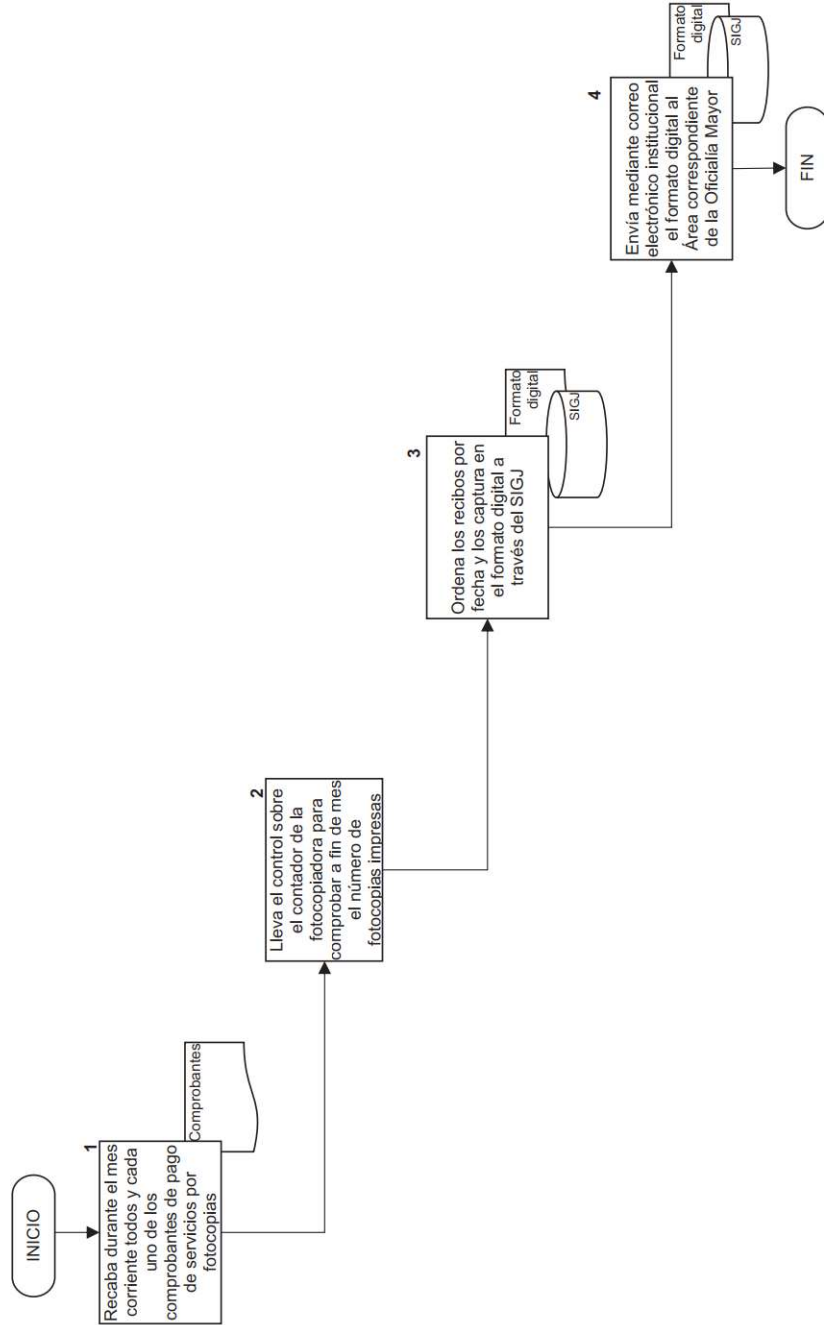 INICIO
1
Recaba durante el mes
corriente todos y cada
uno de los
comprobantes de pago
de servicios por
fotocopias
Comprobantes
2
Lleva el control sobre
el contador de la
fotocopiadora para
comprobar a fin de mes
el número de
fotocopias impresas
3
Ordena los recibos por
fecha y los captura en
el formato digital a
través del SIGJ
Formato
digital
SIGJ
4
Envía mediante correo
electrónico institucional
el formato digital al
Área correspondiente
de la Oficialía Mayor
Formato
digital
SIGJ
FIN